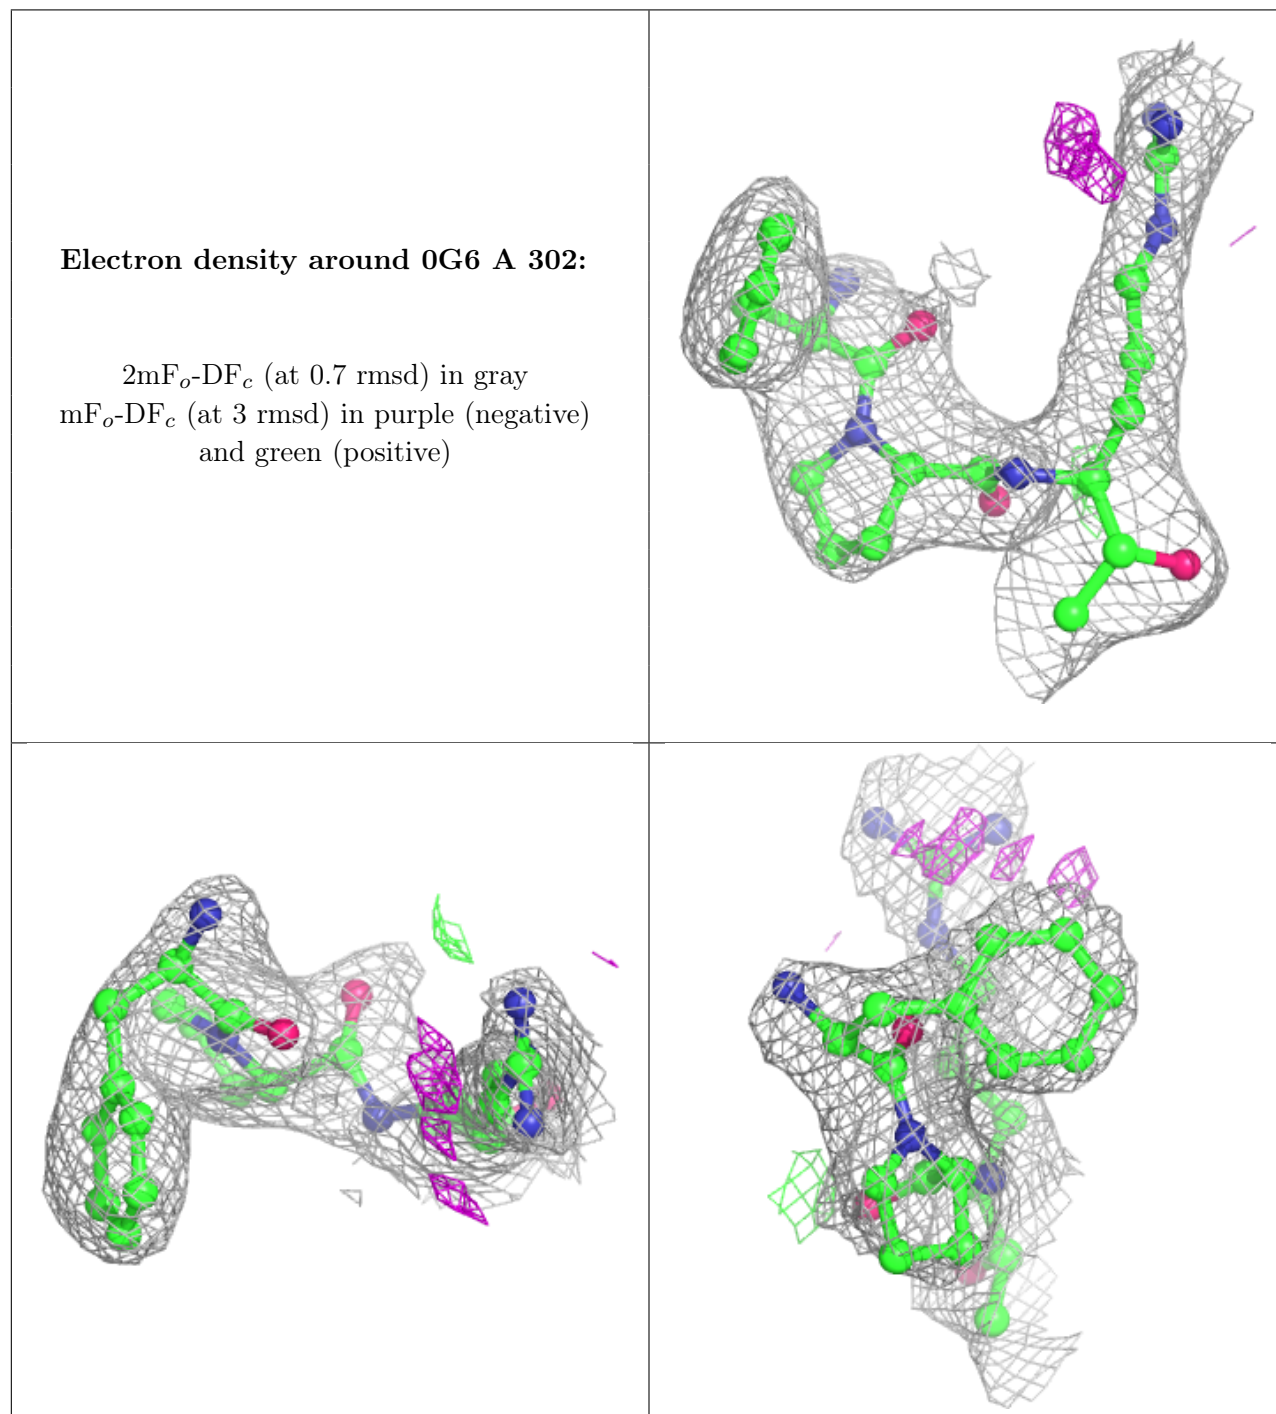 Electron density around 0G6 A 302:
2mFo-DFc (at 0.7 rmsd) in gray
mFo-DFc (at 3 rmsd) in purple (negative)
and green (positive)